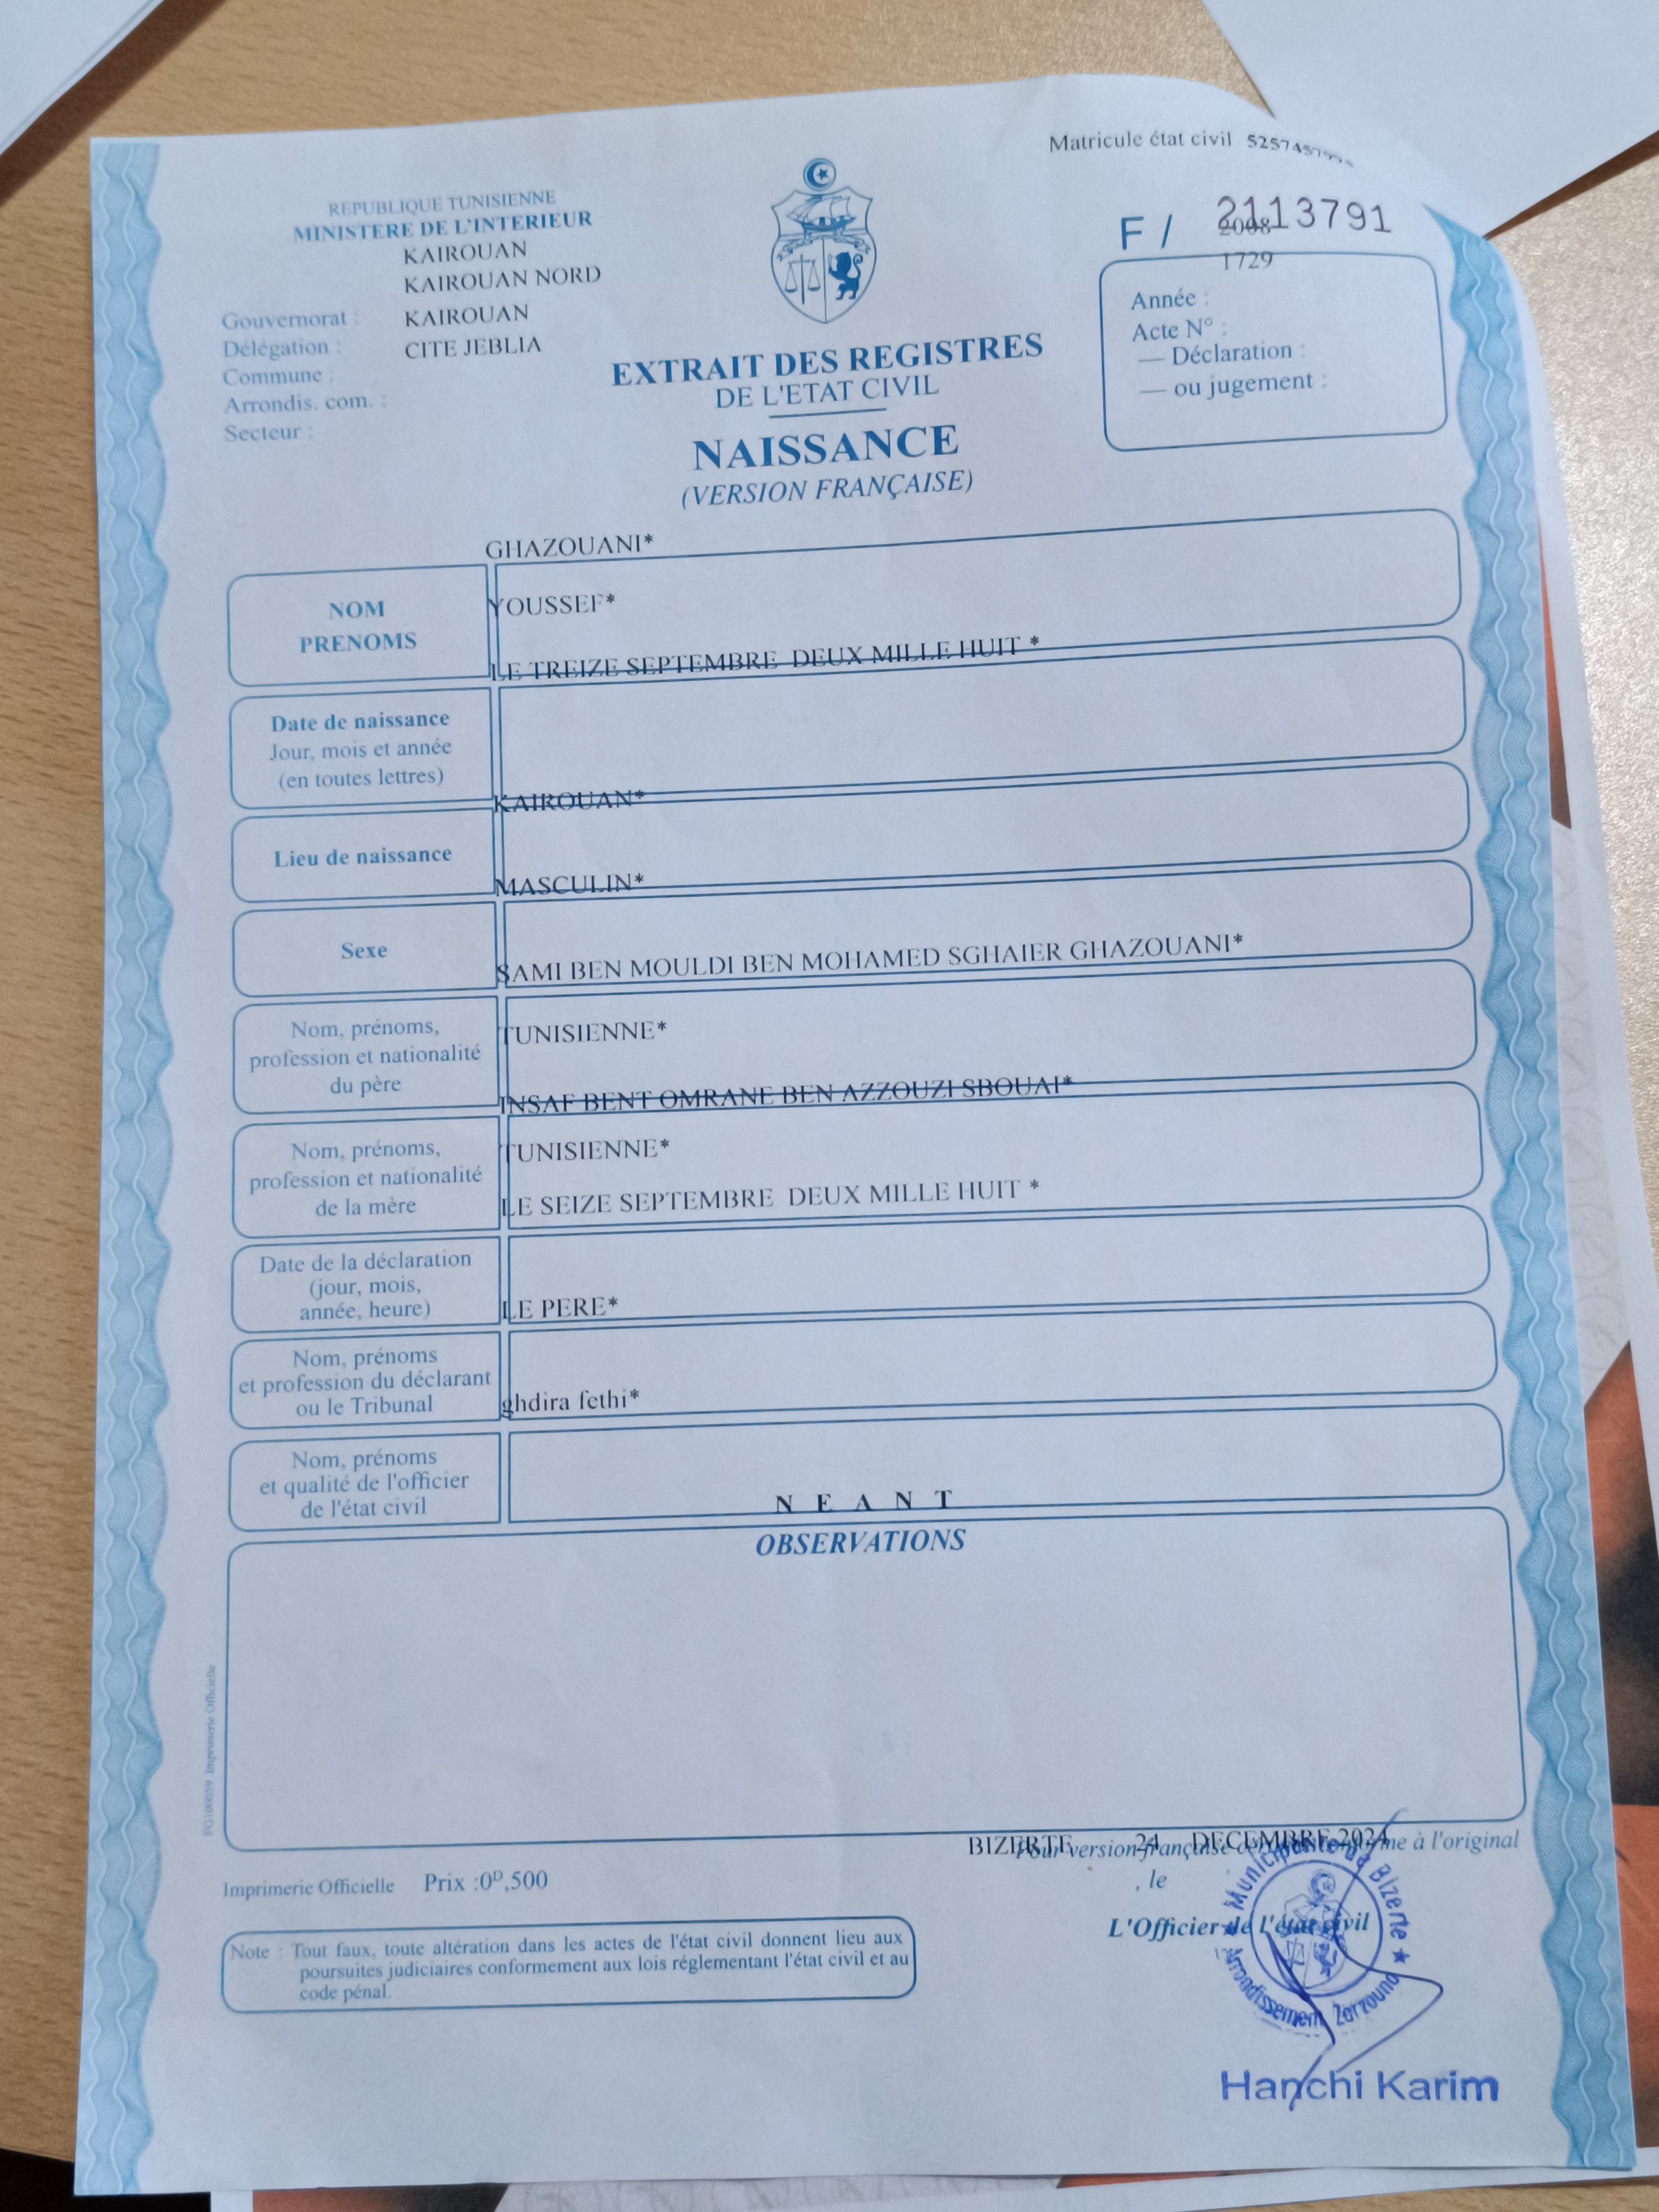 Matricule état civil
REPUBLIQUE TUNISIENNE
MINISTERE DE L'INTERIEUR
KAIROUAN
KAIROUAN NORD
Gouvernorat : KAIROUAN
Délégation : CITE JEBLIA
Commune :
Arrondis. com. :
Secteur :
F / 2113791
2008
1729
Année :
Acte N° :
— Déclaration :
— ou jugement :
EXTRAIT DES REGISTRES
DE L'ETAT CIVIL
NAISSANCE
(VERSION FRANÇAISE)
GHAZOUANI*
NOM
PRENOMS
YOUSSEF*
LE TREIZE SEPTEMBRE DEUX MILLE HUIT *
Date de naissance
Jour, mois et année
(en toutes lettres)
KAIROUAN*
Lieu de naissance
MASCULIN*
Sexe
SAMI BEN MOULDI BEN MOHAMED SGHAIER GHAZOUANI*
Nom, prénoms,
profession et nationalité
du père
TUNISIENNE*
INSAF BENT OMRANE BEN AZZOUZI SBOUAI*
Nom, prénoms,
profession et nationalité
de la mère
TUNISIENNE*
LE SEIZE SEPTEMBRE DEUX MILLE HUIT *
Date de la déclaration
(jour, mois,
année, heure)
LE PERE*
Nom, prénoms
et profession du déclarant
ou le Tribunal
ghdira fethi*
Nom, prénoms
et qualité de l'officier
de l'état civil
N E A N T
OBSERVATIONS
Imprimerie Officielle
BIZERTE 24 DECEMBRE 2024
Pour version française à l'original
, le
L'Officier de l'état civil
Imprimerie Officielle Prix :0ᴰ,500
Note : Tout faux, toute altération dans les actes de l'état civil donnent lieu aux
poursuites judiciaires conformement aux lois réglementant l'état civil et au
code pénal.
Municipalité de Bizerte
Arrondissement Zarzouna
Hanchi Karim